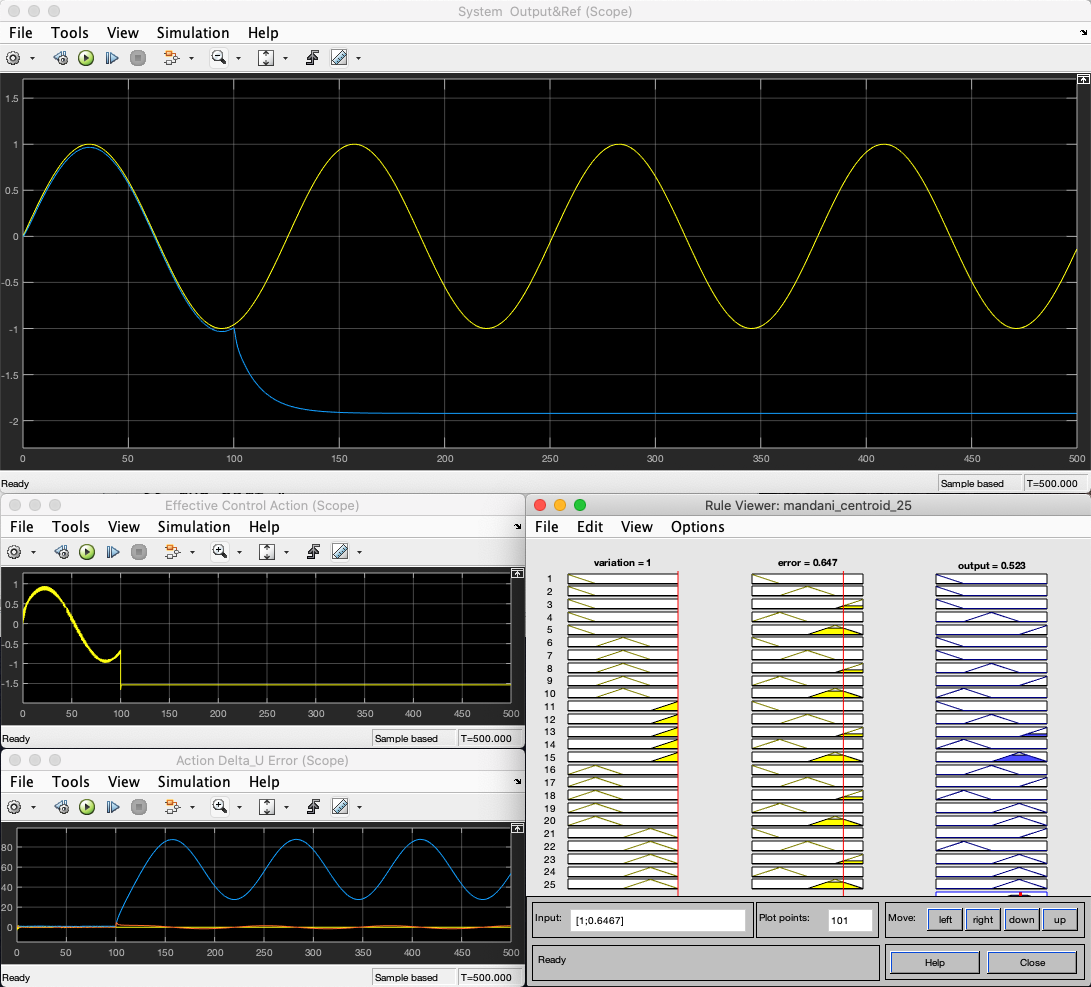 System Output&Ref (Scope)
File Tools View Simulation Help
1.5
1
0.5
0
-0.5
-1
-1.5
-2
0 50 100 150 200 250 300 350 400 450 500
Ready Sample based T=500.000
Effective Control Action (Scope)
File Tools View Simulation Help
1
0.5
0
-0.5
-1
-1.5
0 50 100 150 200 250 300 350 400 450 500
Ready Sample based T=500.000
Action Delta_U Error (Scope)
File Tools View Simulation Help
80
60
40
20
0
0 50 100 150 200 250 300 350 400 450 500
Ready Sample based T=500.000
Rule Viewer: mandani_centroid_25
File Edit View Options
variation = 1 error = 0.647 output = 0.523
1
2
3
4
5
6
7
8
9
10
11
12
13
14
15
16
17
18
19
20
21
22
23
24
25
Input: [1;0.6467] Plot points: 101 Move: left right down up
Ready Help Close